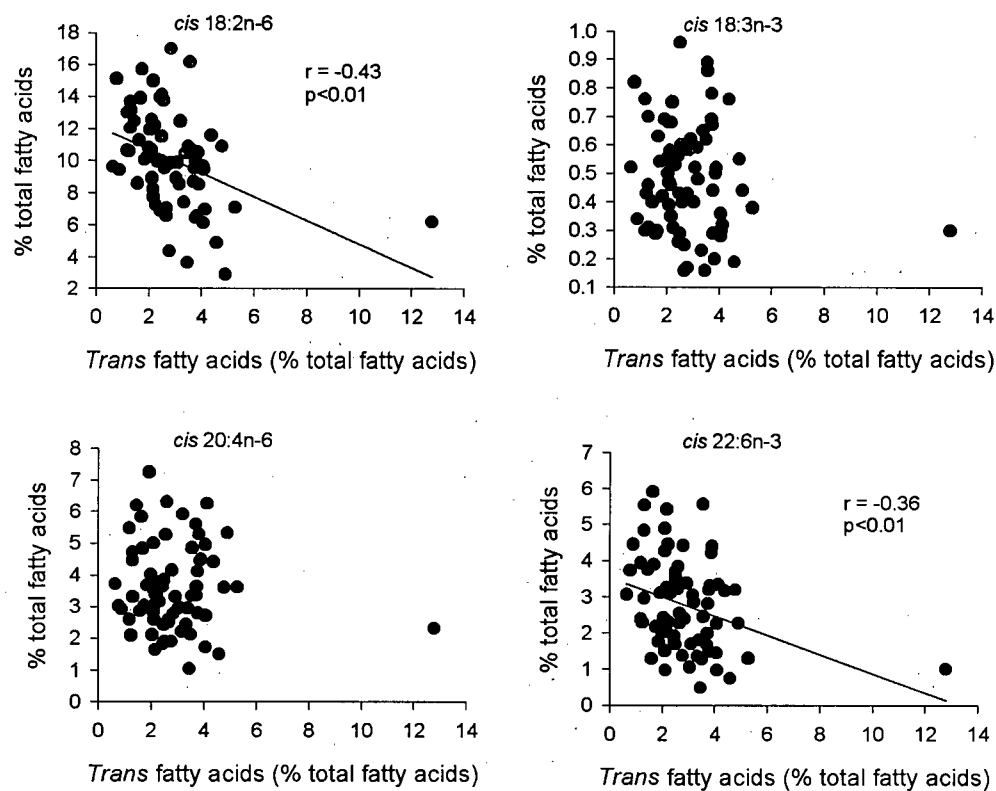 cis 18:2n-6
r = -0.43
p<0.01
% total fatty acids
18
16
14
12
10
8
6
4
2
0 2 4 6 8 10 12 14
Trans fatty acids (% total fatty acids)
cis 18:3n-3
% total fatty acids
1.0
0.9
0.8
0.7
0.6
0.5
0.4
0.3
0.2
0.1
0 2 4 6 8 10 12 14
Trans fatty acids (% total fatty acids)
cis 20:4n-6
% total fatty acids
8
7
6
5
4
3
2
1
0
0 2 4 6 8 10 12 14
Trans fatty acids (% total fatty acids)
cis 22:6n-3
r = -0.36
p<0.01
% total fatty acids
7
6
5
4
3
2
1
0
0 2 4 6 8 10 12 14
Trans fatty acids (% total fatty acids)